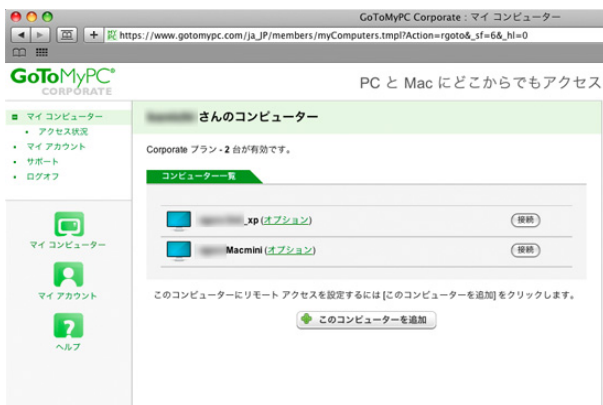 GoToMyPC Corporate : マイ コンピューター
https://www.gotomypc.com/ja_JP/members/myComputers.tmpl?Action=rgoto&_sf=6&_hl=0
GoToMyPC®
CORPORATE
PC と Mac にどこからでもアクセス
マイ コンピューター
アクセス状況
マイ アカウント
サポート
ログオフ
マイ コンピューター
マイ アカウント
ヘルプ
さんのコンピューター
Corporate プラン - 2 台が有効です。
コンピューター一覧
_xp (オプション) 接続
Macmini (オプション) 接続
このコンピューターにリモート アクセスを設定するには [このコンピューターを追加] をクリックします。
このコンピューターを追加